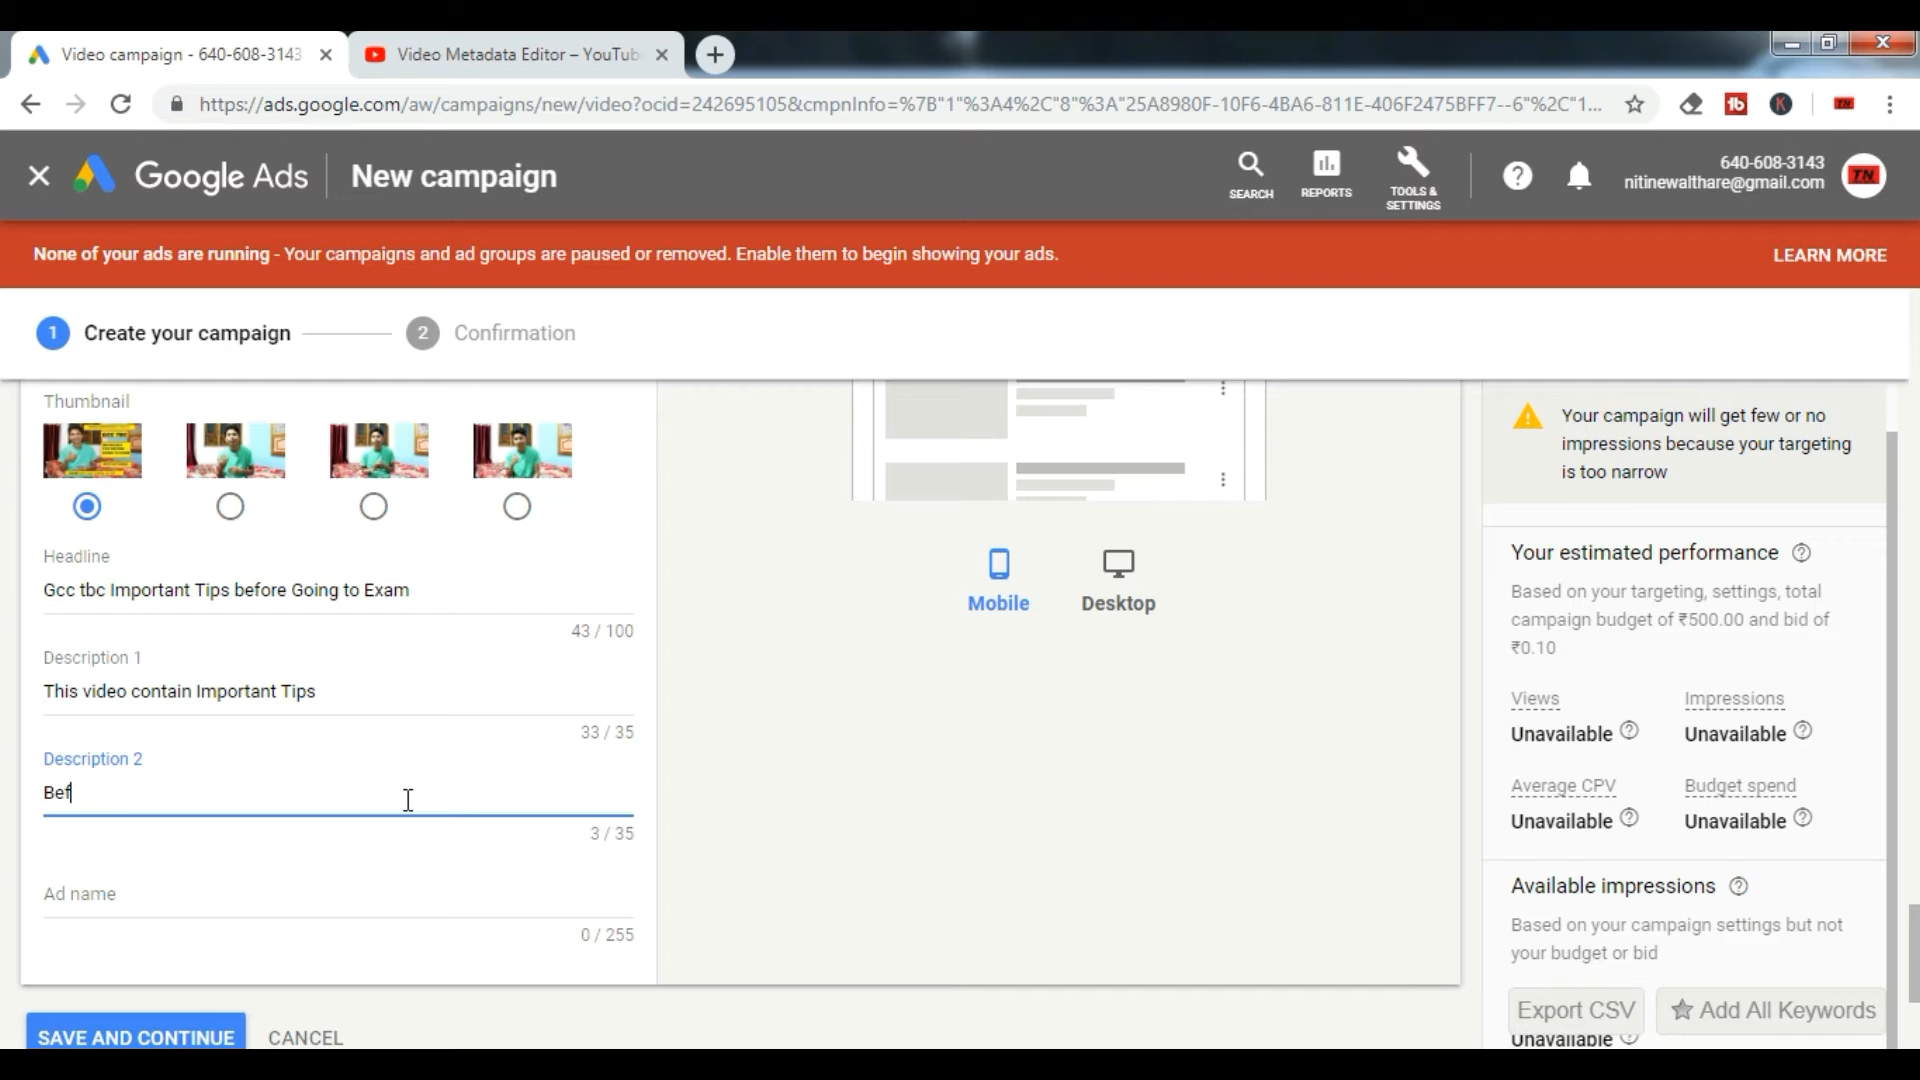 Video campaign - 640-608-3143
Video Metadata Editor – YouTub
https://ads.google.com/aw/campaigns/new/video?ocid=242695105&cmpnInfo=%7B"1"%3A4%2C"8"%3A"25A8980F-10F6-4BA6-811E-406F2475BFF7--6"%2C"1...
Google Ads
New campaign
SEARCH
REPORTS
TOOLS &
SETTINGS
640-608-3143
nitinewalthare@gmail.com
TN
None of your ads are running - Your campaigns and ad groups are paused or removed. Enable them to begin showing your ads.
LEARN MORE
1 Create your campaign
2 Confirmation
Thumbnail
Headline
Gcc tbc Important Tips before Going to Exam
43 / 100
Description 1
This video contain Important Tips
33 / 35
Description 2
Bef
3 / 35
Ad name
0 / 255
SAVE AND CONTINUE
CANCEL
Mobile
Desktop
Your campaign will get few or no
impressions because your targeting
is too narrow
Your estimated performance
Based on your targeting, settings, total
campaign budget of ₹500.00 and bid of
₹0.10
Views
Impressions
Unavailable
Unavailable
Average CPV
Budget spend
Unavailable
Unavailable
Available impressions
Based on your campaign settings but not
your budget or bid
Export CSV
Add All Keywords
Unavailable